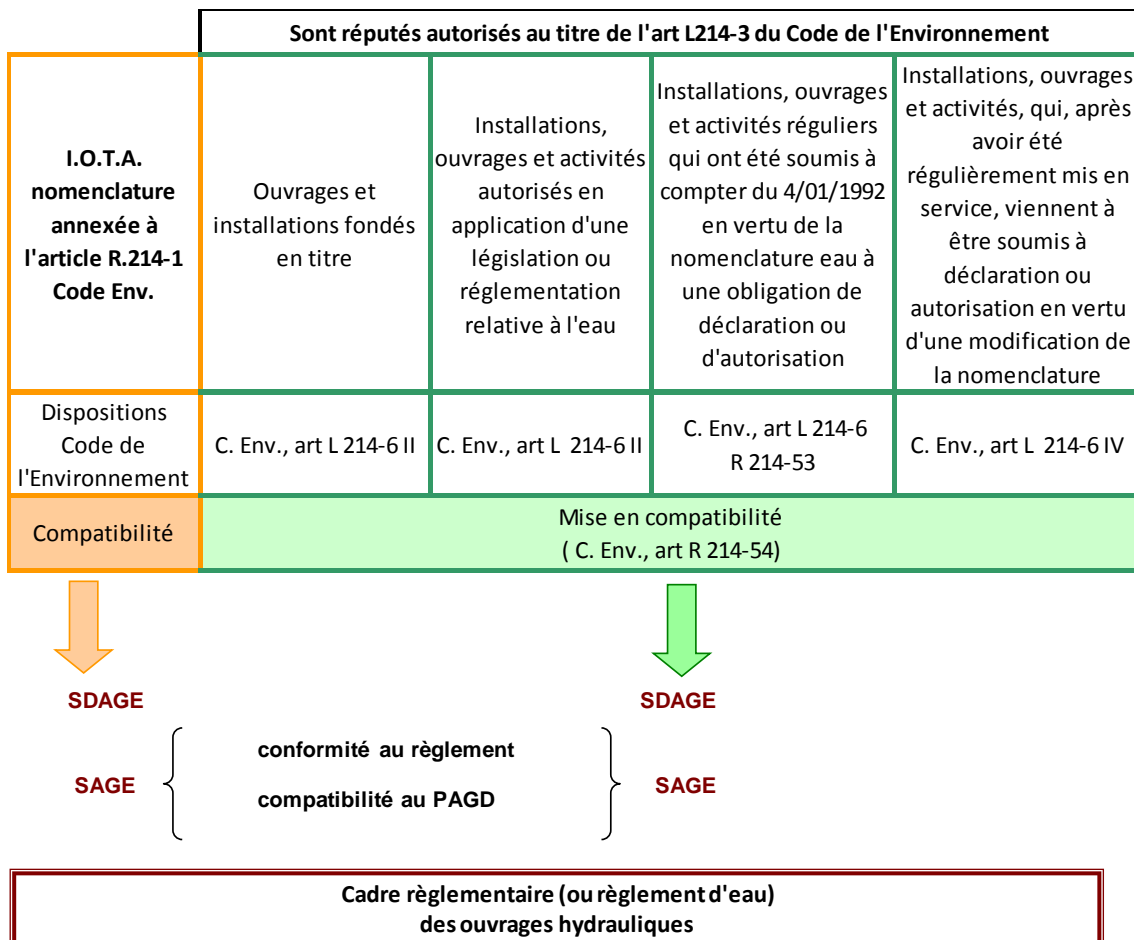 Sont réputés autorisés au titre de l'art L214-3 du Code de l'Environnement
I.O.T.A.
nomenclature
annexée à
l'article R.214-1
Code Env.
Ouvrages et
installations fondés
en titre
Installations,
ouvrages et activités
autorisés en
application d'une
législation ou
réglementation
relative à l'eau
Installations, ouvrages
et activités réguliers
qui ont été soumis à
compter du 4/01/1992
en vertu de la
nomenclature eau à
une obligation de
déclaration ou
d'autorisation
Installations, ouvrages
et activités, qui, après
avoir été
régulièrement mis en
service, viennent à
être soumis à
déclaration ou
autorisation en vertu
d'une modification de
la nomenclature
Dispositions
Code de
l'Environnement
C. Env., art L 214-6 II
C. Env., art L 214-6 II
C. Env., art L 214-6
R 214-53
C. Env., art L 214-6 IV
Compatibilité
Mise en compatibilité
( C. Env., art R 214-54)
SDAGE
SDAGE
conformité au règlement
SAGE
compatibilité au PAGD
SAGE
Cadre règlementaire (ou règlement d'eau)
des ouvrages hydrauliques